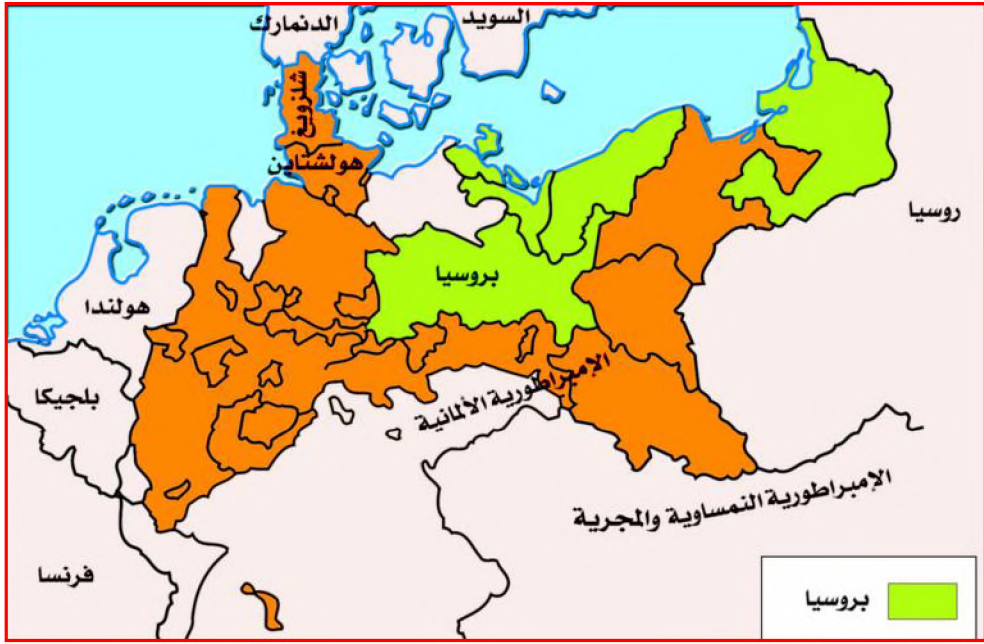 الدنمارك
السويد
شلزويغ
هولشتاين
روسيا
بروسيا
هولندا
بلجيكا
الإمبراطورية الألمانية
الإمبراطورية النمساوية والمجرية
فرنسا
بروسيا